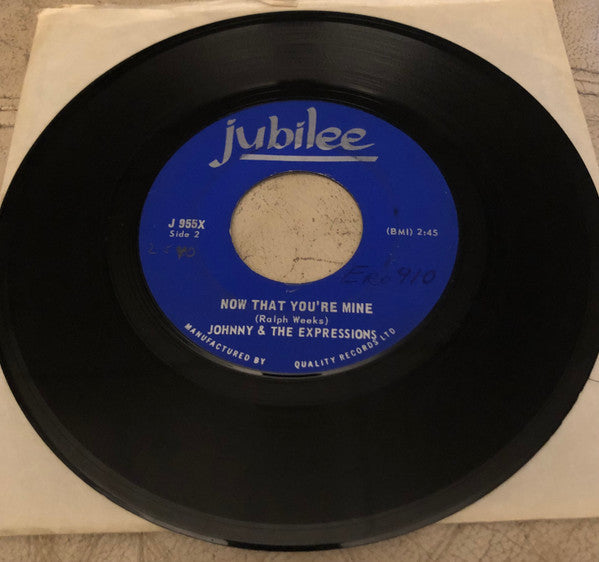 jubilee
J 955X
Side 2
(BMI) 2:45
NOW THAT YOU'RE MINE
(Ralph Weeks)
JOHNNY & THE EXPRESSIONS
MANUFACTURED BY QUALITY RECORDS LTD